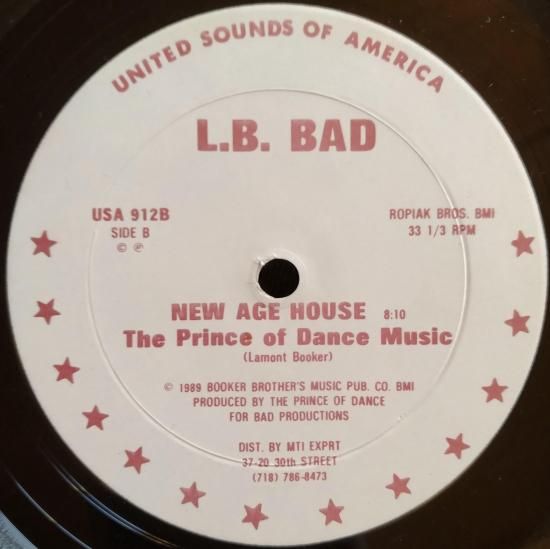 UNITED SOUNDS OF AMERICA
L.B. BAD
USA 912B
SIDE B
© ℗
ROPIAK BROS. BMI
33 1/3 RPM
NEW AGE HOUSE 8:10
The Prince of Dance Music
(Lamont Booker)
© 1989 BOOKER BROTHER'S MUSIC PUB. CO. BMI
PRODUCED BY THE PRINCE OF DANCE
FOR BAD PRODUCTIONS
DIST. BY MTI EXPRT
37-20 30th STREET
(718) 786-8473